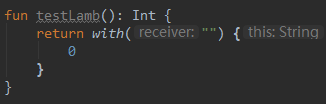 fun testLamb(): Int {
    return with( receiver: "") { this: String
        0
    }
}